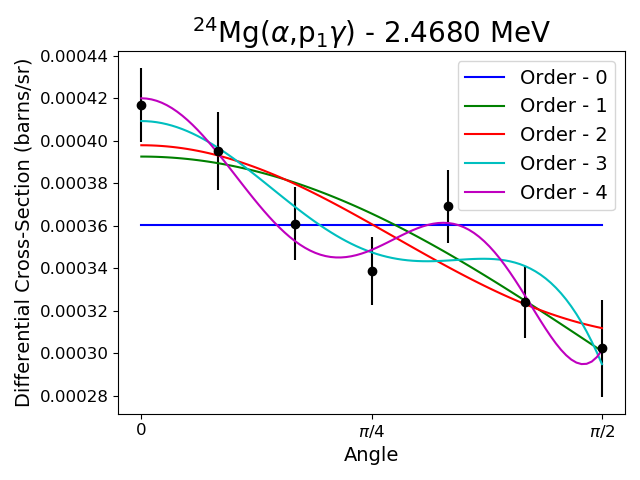 ²⁴Mg(α,p₁γ) - 2.4680 MeV
Differential Cross-Section (barns/sr)
0.00044
0.00042
0.00040
0.00038
0.00036
0.00034
0.00032
0.00030
0.00028
Order - 0
Order - 1
Order - 2
Order - 3
Order - 4
0
π/4
π/2
Angle